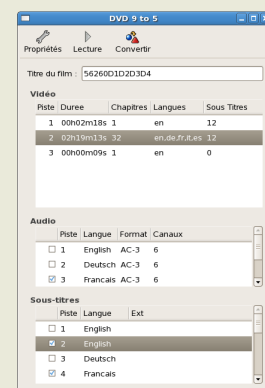 DVD 9 to 5
Propriétés Lecture Convertir
Titre du film : 56260D1D2D3D4
Vidéo
Piste Duree Chapitres Langues Sous Titres
1 00h02m18s 1 en 12
2 02h19m13s 32 en,de,fr,it,es 12
3 00h00m09s 1 en 0
Audio
Piste Langue Format Canaux
1 English AC-3 6
2 Deutsch AC-3 6
3 Francais AC-3 6
Sous-titres
Piste Langue Ext
1 English
2 English
3 Deutsch
4 Francais